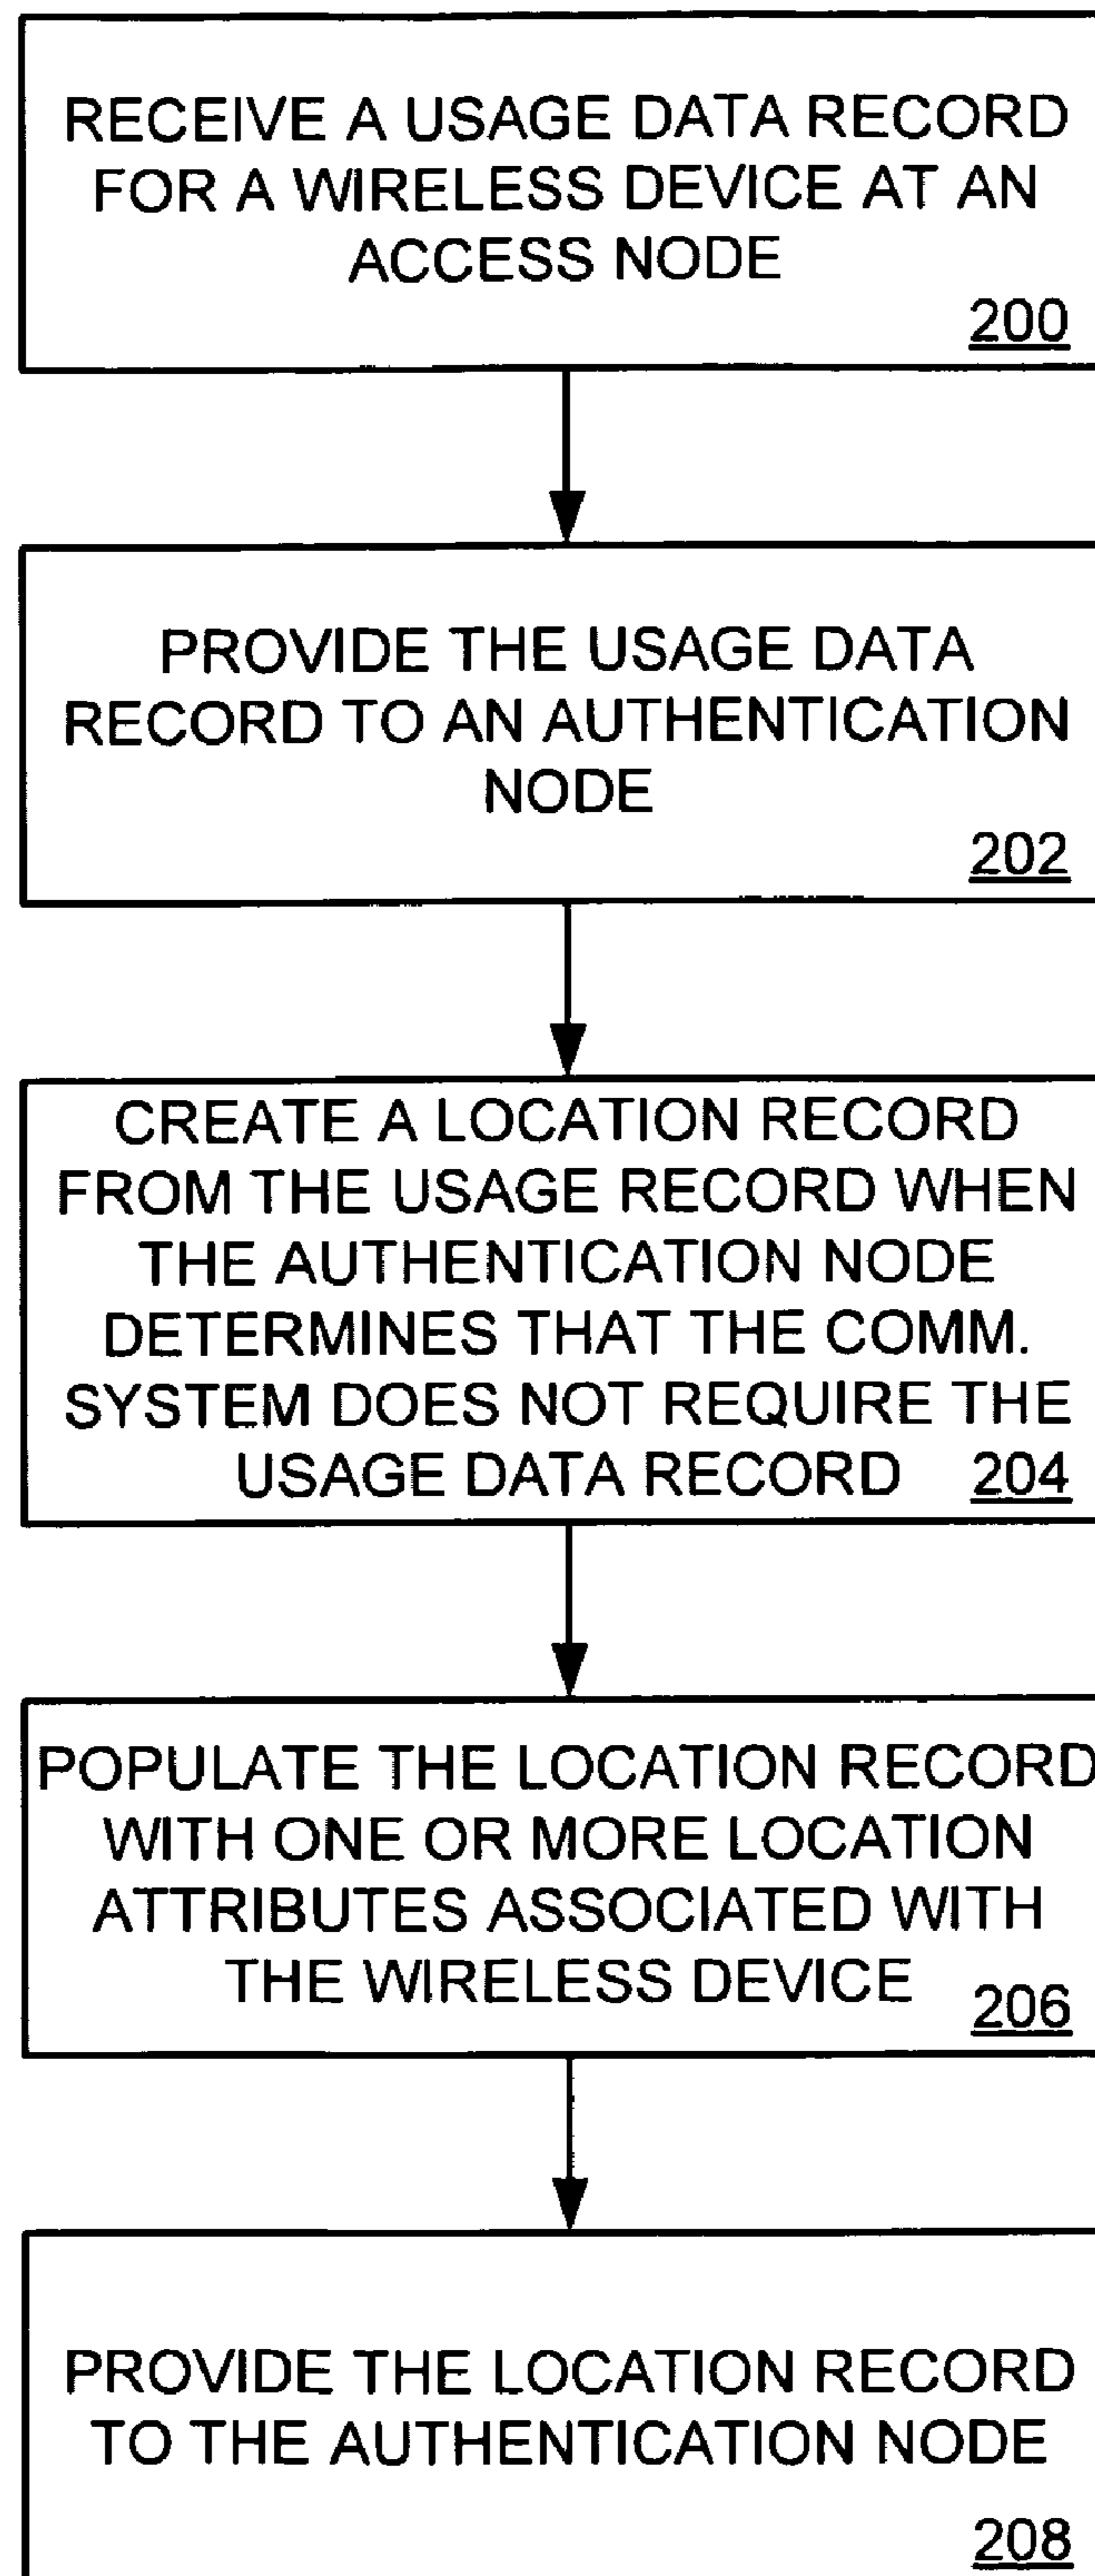 RECEIVE A USAGE DATA RECORD
FOR A WIRELESS DEVICE AT AN
ACCESS NODE
200
PROVIDE THE USAGE DATA
RECORD TO AN AUTHENTICATION
NODE
202
CREATE A LOCATION RECORD
FROM THE USAGE RECORD WHEN
THE AUTHENTICATION NODE
DETERMINES THAT THE COMM.
SYSTEM DOES NOT REQUIRE THE
USAGE DATA RECORD 204
POPULATE THE LOCATION RECORD
WITH ONE OR MORE LOCATION
ATTRIBUTES ASSOCIATED WITH
THE WIRELESS DEVICE
206
PROVIDE THE LOCATION RECORD
TO THE AUTHENTICATION NODE
208